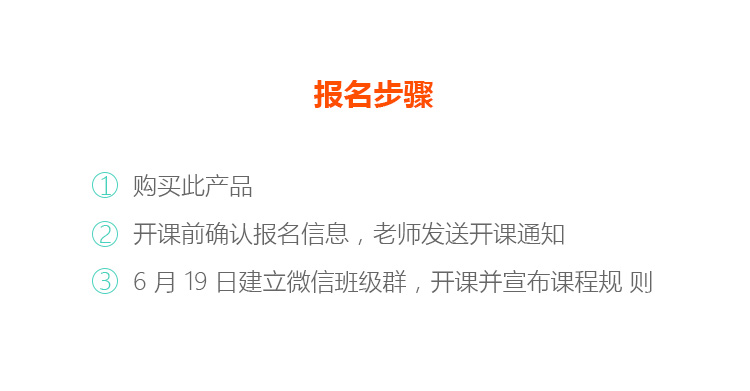 报名步骤
① 购买此产品
② 开课前确认报名信息，老师发送开课通知
③ 6 月 19 日建立微信班级群，开课并宣布课程规 则